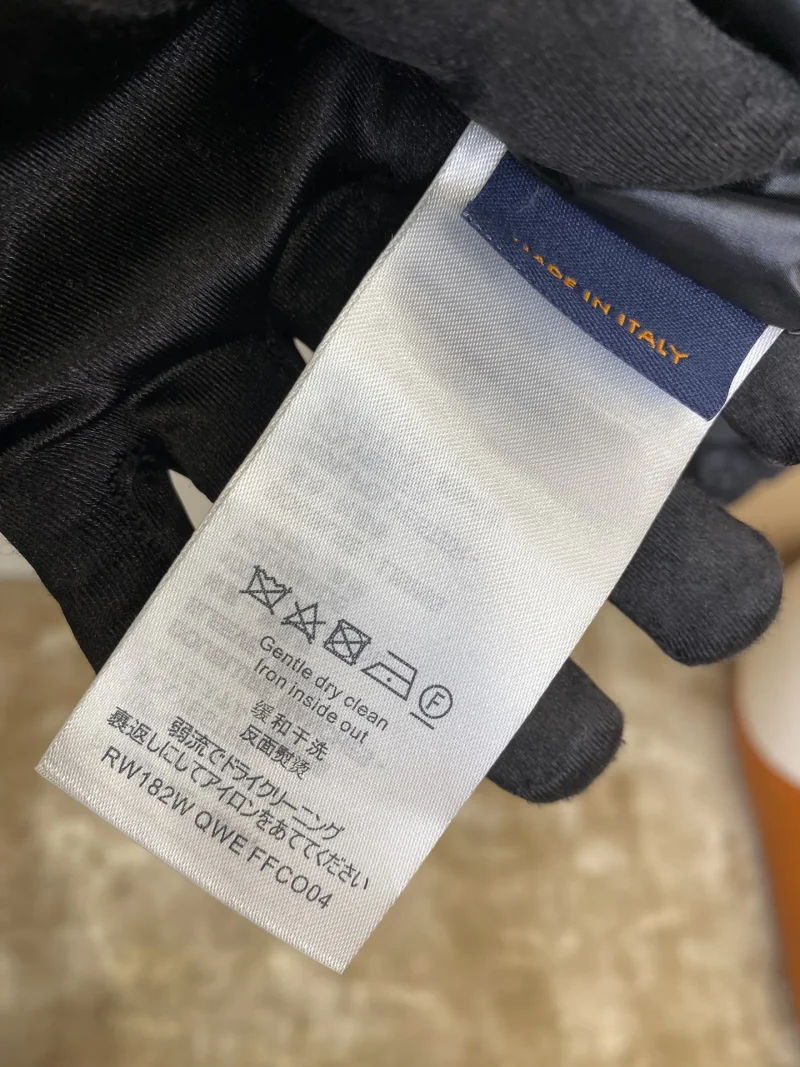 MADE IN ITALY
F
Gentle dry clean
Iron inside out
缓和干洗
反面熨烫
弱流でドライクリーニング
裏返しにしてアイロンをあててください
RW182W QWE FFCO04